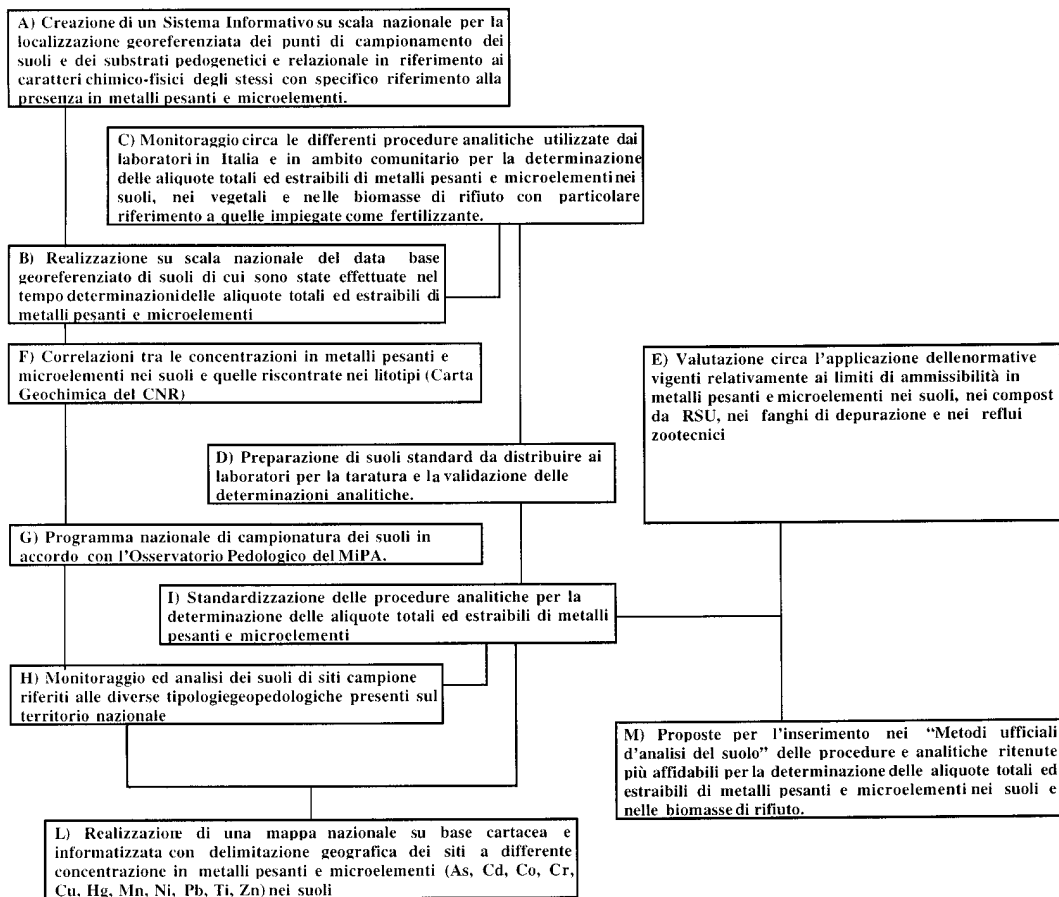 A) Creazione di un Sistema Informativo su scala nazionale per la
localizzazione georeferenziata dei punti di campionamento dei
suoli e dei substrati pedogenetici e relazionale in riferimento ai
caratteri chimico-fisici degli stessi con specifico riferimento alla
presenza in metalli pesanti e microelementi.
C) Monitoraggio circa le differenti procedure analitiche utilizzate dai
laboratori in Italia e in ambito comunitario per la determinazione
delle aliquote totali ed estraibili di metalli pesanti e microelementi nei
suoli, nei vegetali e nelle biomasse di rifiuto con particolare
riferimento a quelle impiegate come fertilizzante.
B) Realizzazione su scala nazionale del data base
georeferenziato di suoli di cui sono state effettuate nel
tempo determinazioni delle aliquote totali ed estraibili di
metalli pesanti e microelementi
F) Correlazioni tra le concentrazioni in metalli pesanti e
microelementi nei suoli e quelle riscontrate nei litotipi (Carta
Geochimica del CNR)
E) Valutazione circa l'applicazione dellenormative
vigenti relativamente ai limiti di ammissibilità in
metalli pesanti e microelementi nei suoli, nei compost
da RSU, nei fanghi di depurazione e nei reflui
zootecnici
D) Preparazione di suoli standard da distribuire ai
laboratori per la taratura e la validazione delle
determinazioni analitiche.
G) Programma nazionale di campionatura dei suoli in
accordo con l'Osservatorio Pedologico del MiPA.
I) Standardizzazione delle procedure analitiche per la
determinazione delle aliquote totali ed estraibili di metalli
pesanti e microelementi
H) Monitoraggio ed analisi dei suoli di siti campione
riferiti alle diverse tipologiegeopedologiche presenti sul
territorio nazionale
M) Proposte per l'inserimento nei “Metodi ufficiali
d'analisi del suolo” delle procedure e analitiche ritenute
più affidabili per la determinazione delle aliquote totali ed
estraibili di metalli pesanti e microelementi nei suoli e
nelle biomasse di rifiuto.
L) Realizzazione di una mappa nazionale su base cartacea e
informatizzata con delimitazione geografica dei siti a differente
concentrazione in metalli pesanti e microelementi (As, Cd, Co, Cr,
Cu, Hg, Mn, Ni, Pb, Ti, Zn) nei suoli